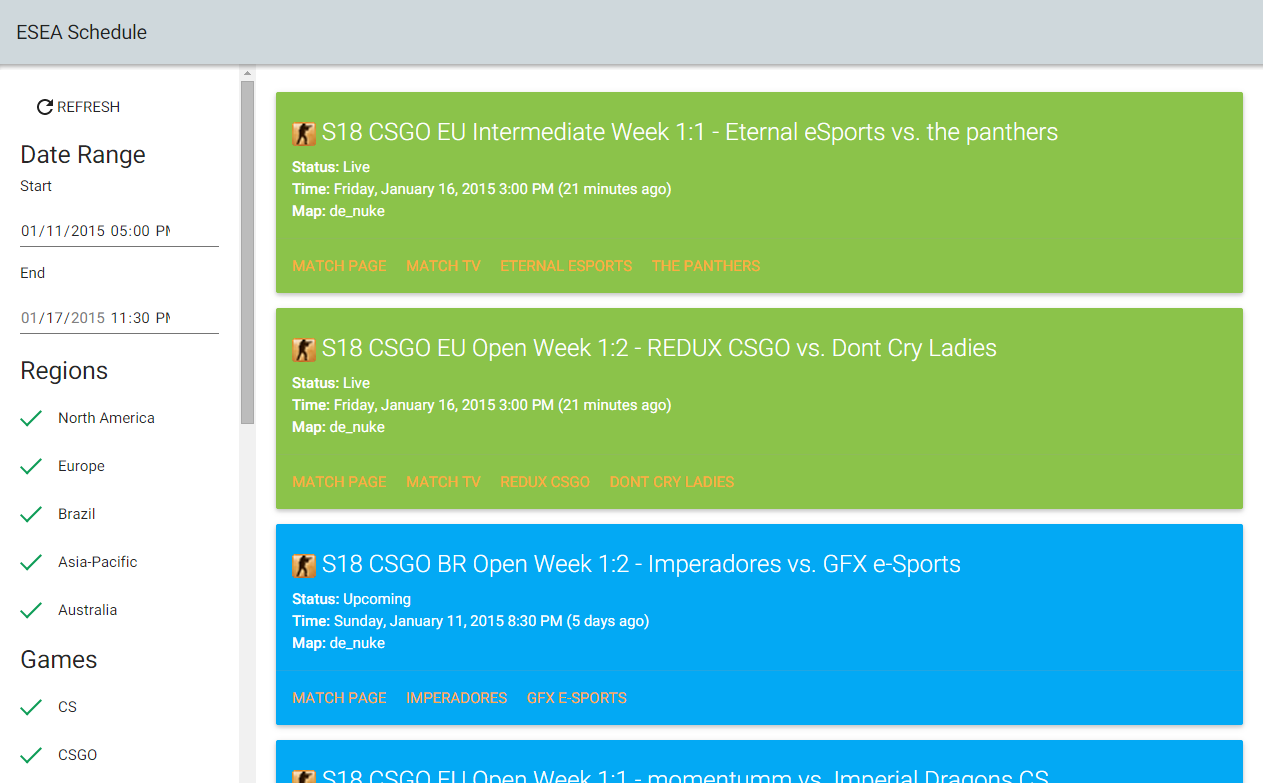 ESEA Schedule
REFRESH
Date Range
Start
01/11/2015 05:00 PM
End
01/17/2015 11:30 PM
Regions
North America
Europe
Brazil
Asia-Pacific
Australia
Games
CS
CSGO
S18 CSGO EU Intermediate Week 1:1 - Eternal eSports vs. the panthers
Status: Live
Time: Friday, January 16, 2015 3:00 PM (21 minutes ago)
Map: de_nuke
MATCH PAGE MATCH TV ETERNAL ESPORTS THE PANTHERS
S18 CSGO EU Open Week 1:2 - REDUX CSGO vs. Dont Cry Ladies
Status: Live
Time: Friday, January 16, 2015 3:00 PM (21 minutes ago)
Map: de_nuke
MATCH PAGE MATCH TV REDUX CSGO DONT CRY LADIES
S18 CSGO BR Open Week 1:2 - Imperadores vs. GFX e-Sports
Status: Upcoming
Time: Sunday, January 11, 2015 8:30 PM (5 days ago)
Map: de_nuke
MATCH PAGE IMPERADORES GFX E-SPORTS
S18 CSGO EU Open Week 1:1 - momentumm vs. Imperial Dragons CS